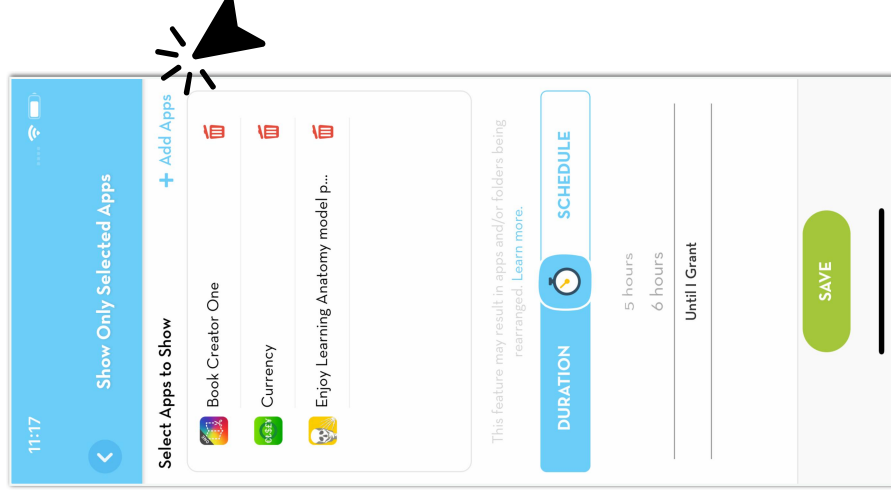 11:17
Show Only Selected Apps
Select Apps to Show
+ Add Apps
Book Creator One
Currency
Enjoy Learning Anatomy model p...
This feature may result in apps and/or folders being
rearranged. Learn more.
DURATION
SCHEDULE
5 hours
6 hours
Until I Grant
SAVE